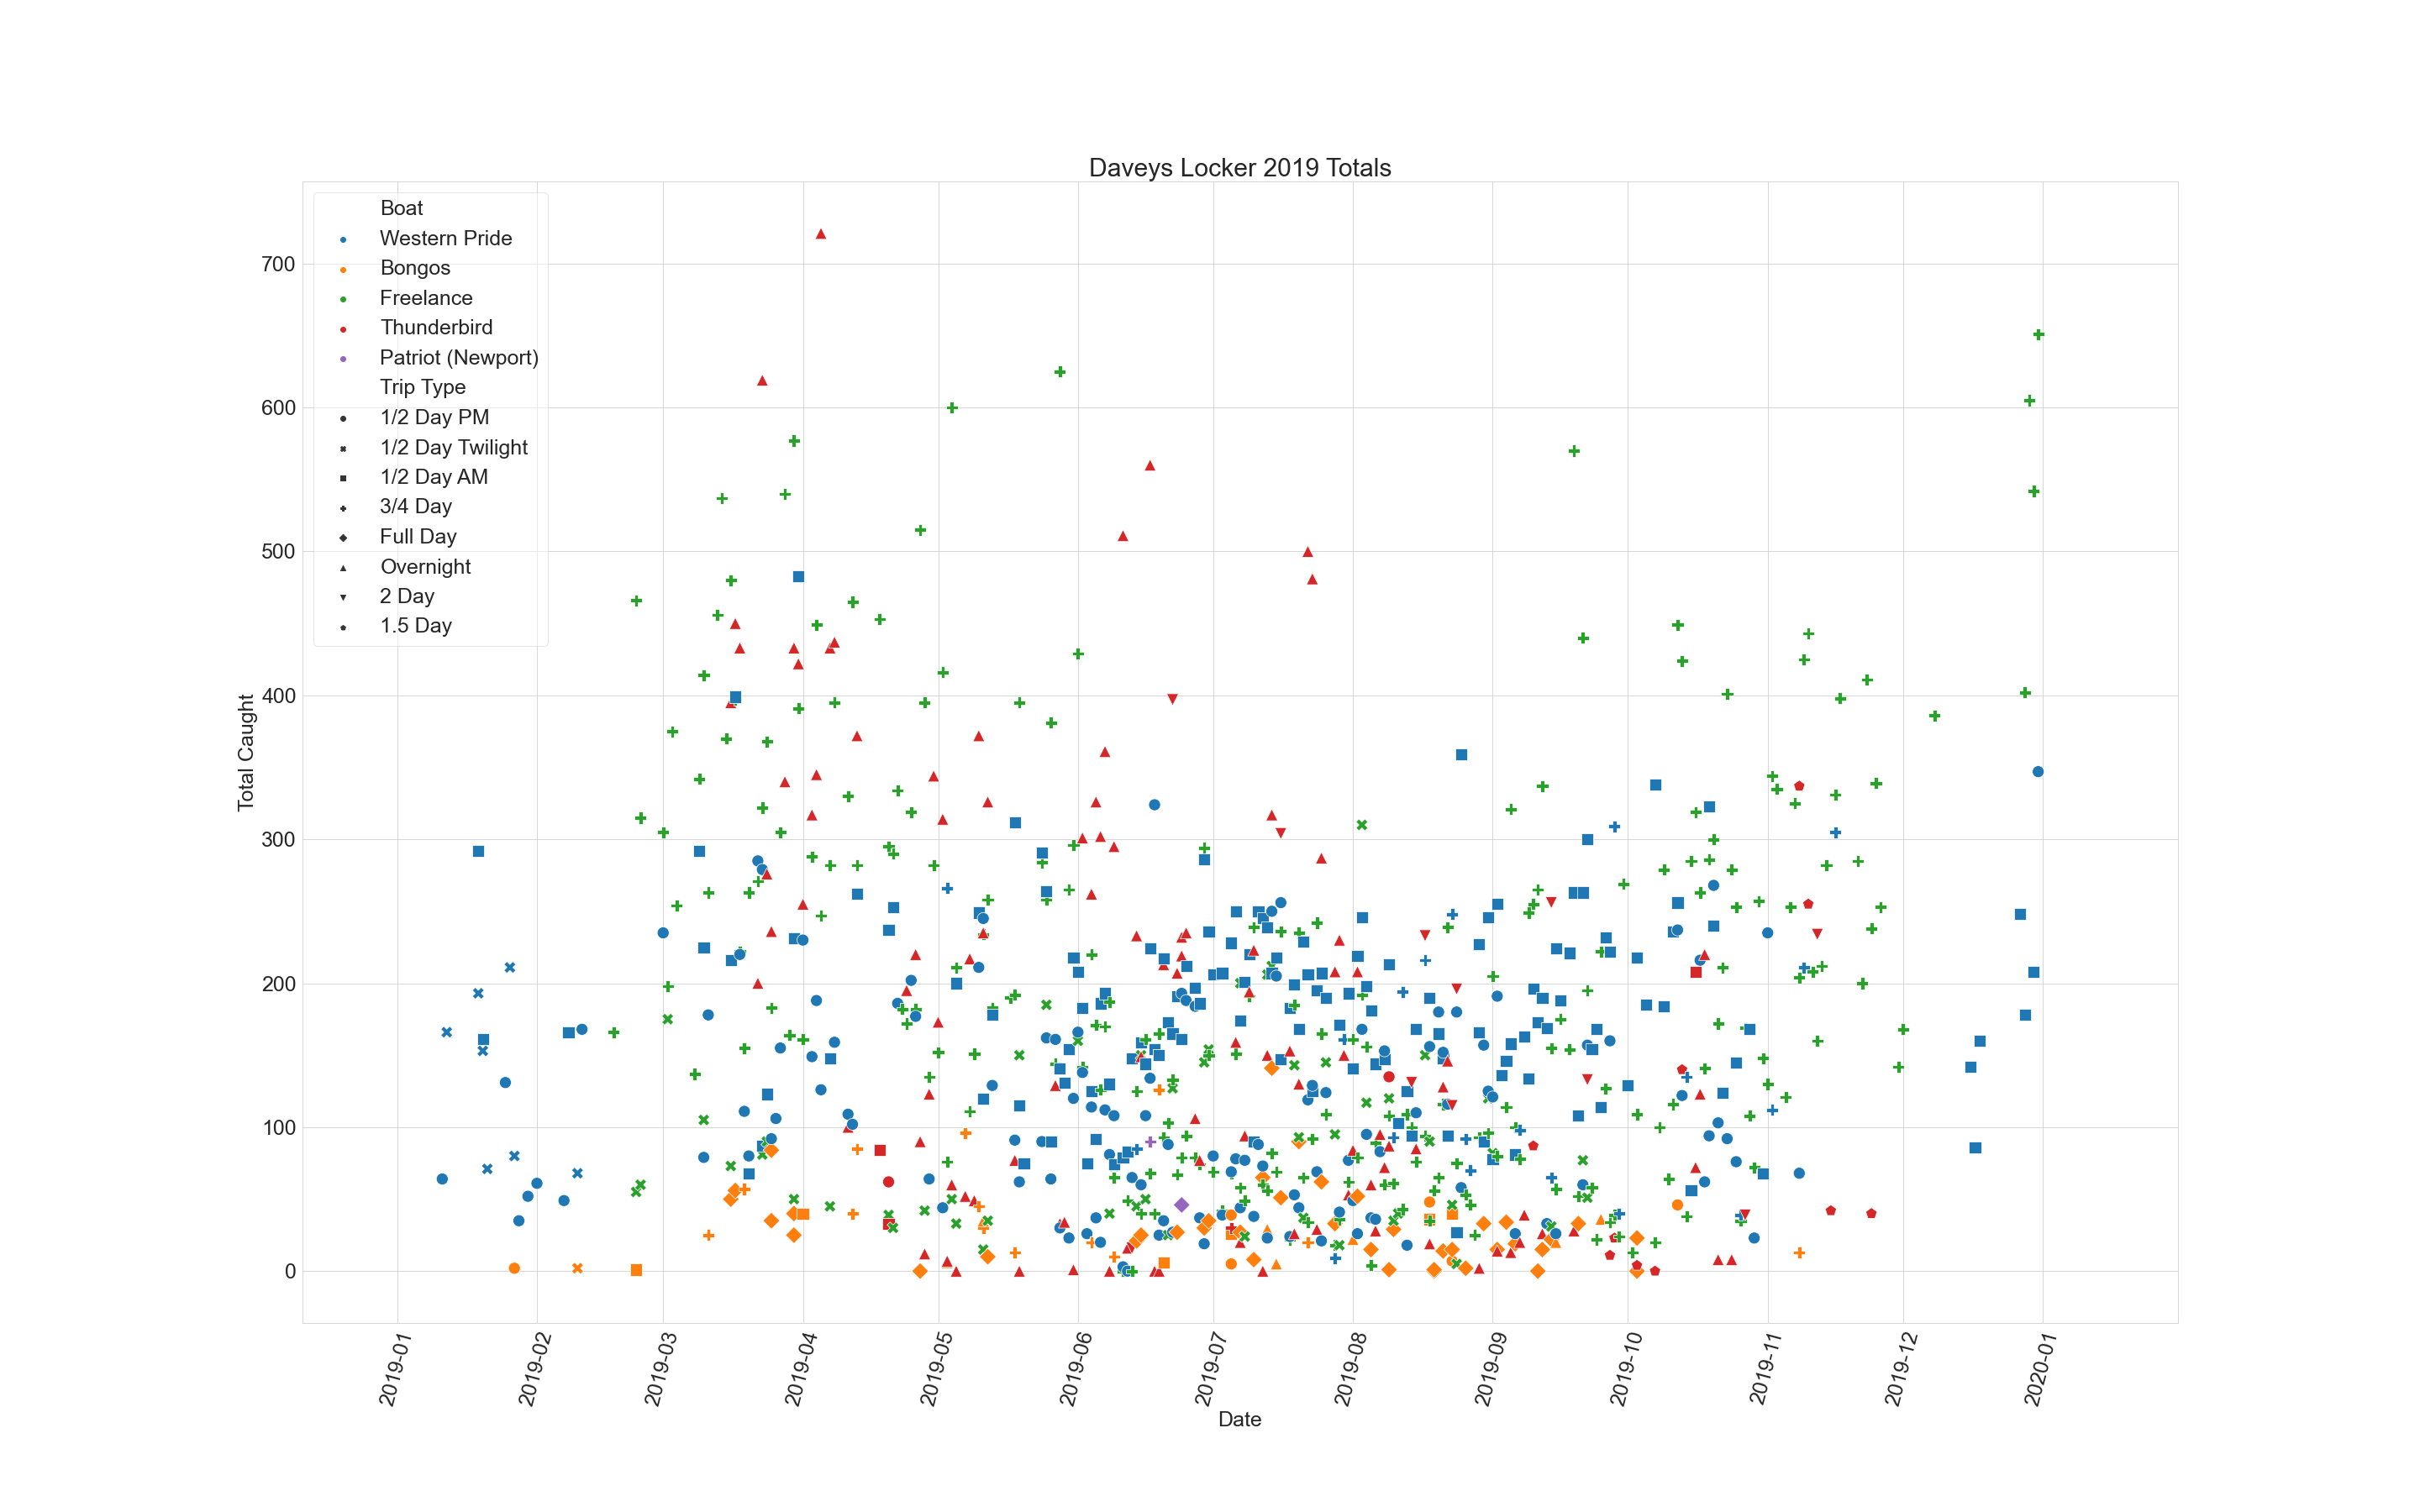 Daveys Locker 2019 Totals
Boat
Western Pride
Bongos
Freelance
Thunderbird
Patriot (Newport)
Trip Type
1/2 Day PM
1/2 Day Twilight
1/2 Day AM
3/4 Day
Full Day
Overnight
2 Day
1.5 Day
Total Caught
700
600
500
400
300
200
100
0
2019-01
2019-02
2019-03
2019-04
2019-05
2019-06
2019-07
2019-08
2019-09
2019-10
2019-11
2019-12
2020-01
Date